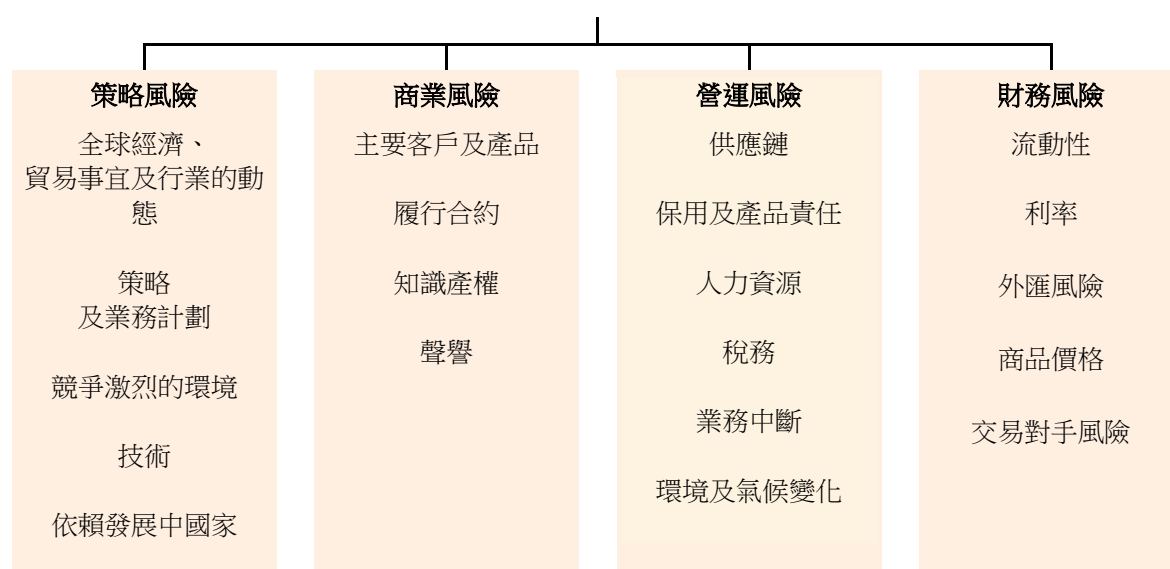 策略風險
全球經濟、
貿易事宜及行業的動
態
策略
及業務計劃
競爭激烈的環境
技術
依賴發展中國家
商業風險
主要客戶及產品
履行合約
知識產權
聲譽
營運風險
供應鏈
保用及產品責任
人力資源
稅務
業務中斷
環境及氣候變化
財務風險
流動性
利率
外匯風險
商品價格
交易對手風險